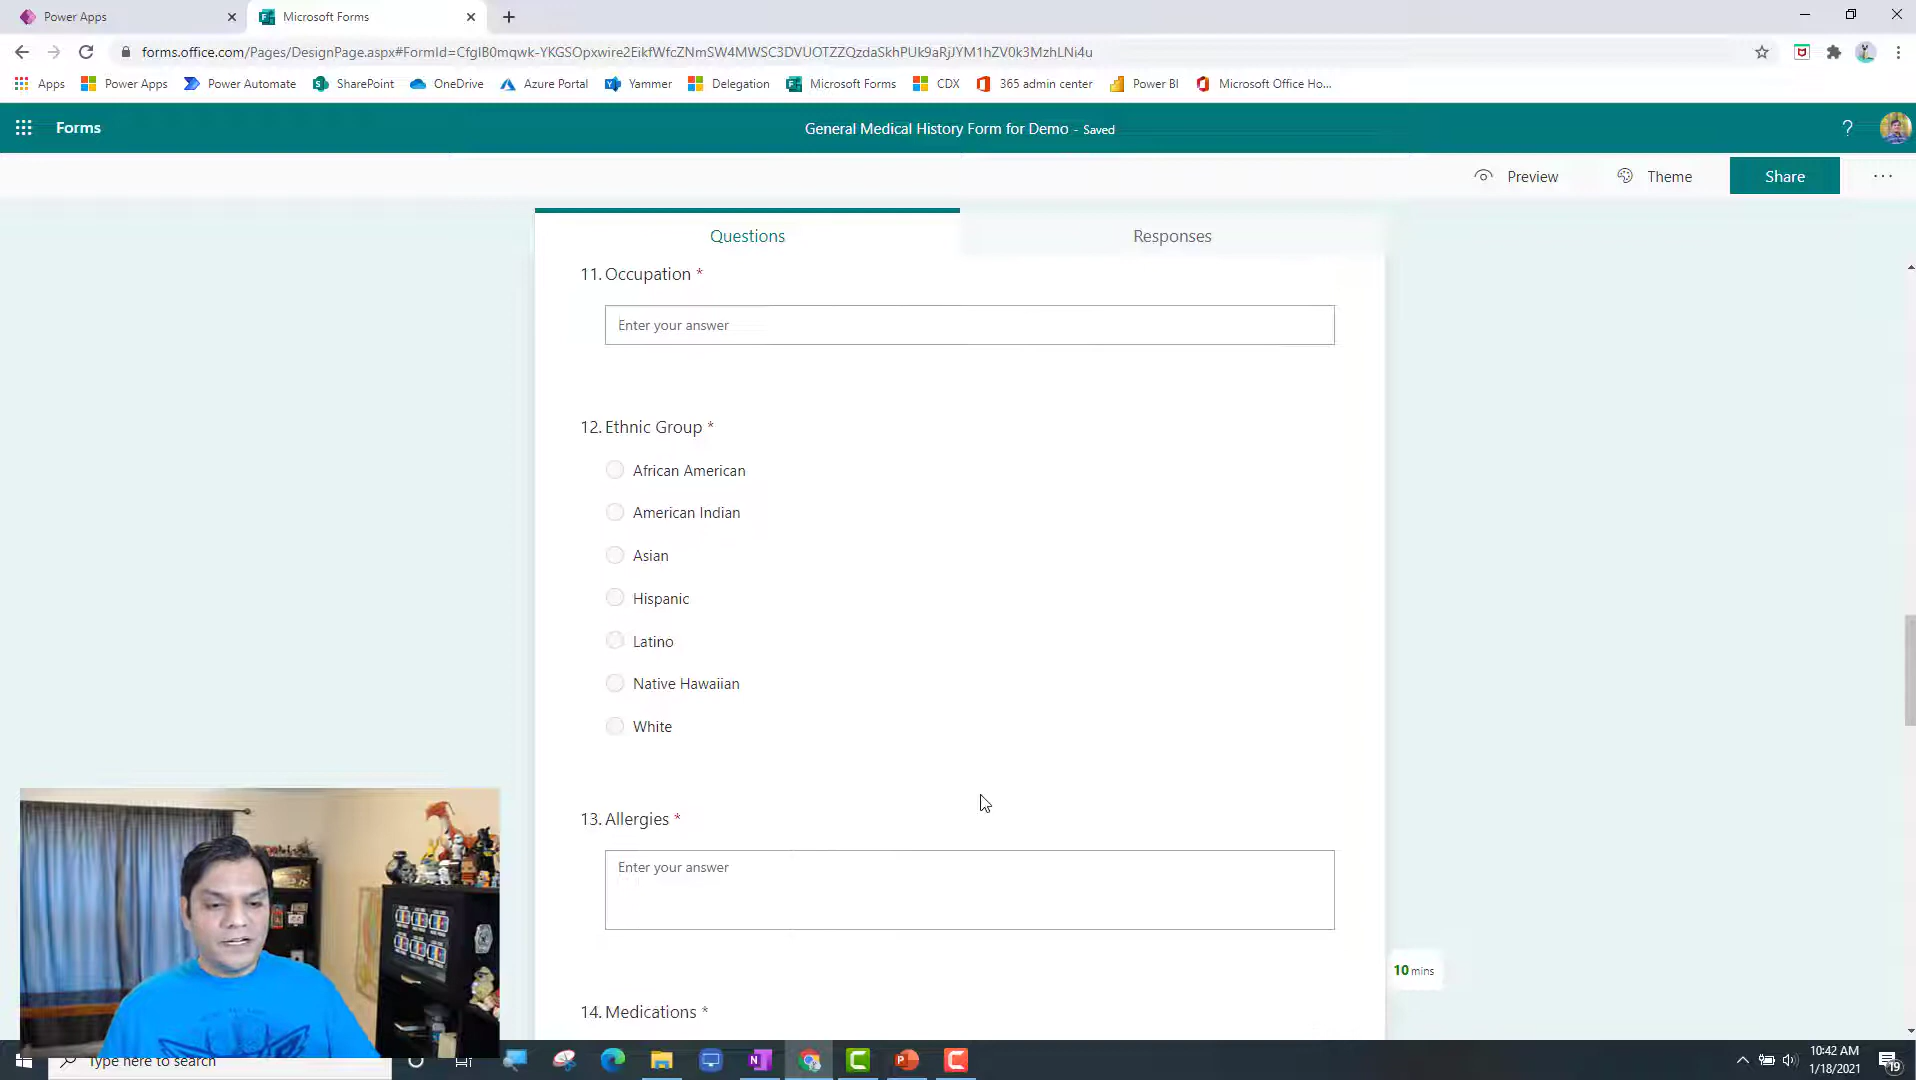 Power Apps
Microsoft Forms
forms.office.com/Pages/DesignPage.aspx#FormId=CfgIB0mqwk-YKGSOpxwire2EikfWfcZNmSW4MWSC3DVUOTZZQzdaSkhPUk9aRjJYM1hZV0k3MzhLNi4u
Apps Power Apps Power Automate SharePoint OneDrive Azure Portal Yammer Delegation Microsoft Forms CDX 365 admin center Power BI Microsoft Office Ho...
Forms
General Medical History Form for Demo - Saved
?
Preview Theme Share ...
Questions Responses
11. Occupation *
Enter your answer
12. Ethnic Group *
African American
American Indian
Asian
Hispanic
Latino
Native Hawaiian
White
13. Allergies *
Enter your answer
10 mins
14. Medications *
Type here to search
10:42 AM
1/18/2021
19